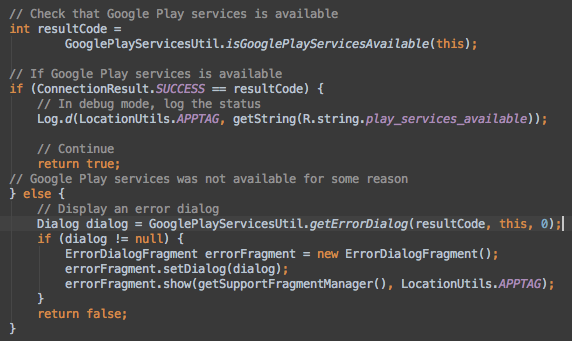 // Check that Google Play services is available
int resultCode =
        GooglePlayServicesUtil.isGooglePlayServicesAvailable(this);

// If Google Play services is available
if (ConnectionResult.SUCCESS == resultCode) {
    // In debug mode, log the status
    Log.d(LocationUtils.APPTAG, getString(R.string.play_services_available));

    // Continue
    return true;
// Google Play services was not available for some reason
} else {
    // Display an error dialog
    Dialog dialog = GooglePlayServicesUtil.getErrorDialog(resultCode, this, 0);
    if (dialog != null) {
        ErrorDialogFragment errorFragment = new ErrorDialogFragment();
        errorFragment.setDialog(dialog);
        errorFragment.show(getSupportFragmentManager(), LocationUtils.APPTAG);
    }
    return false;
}